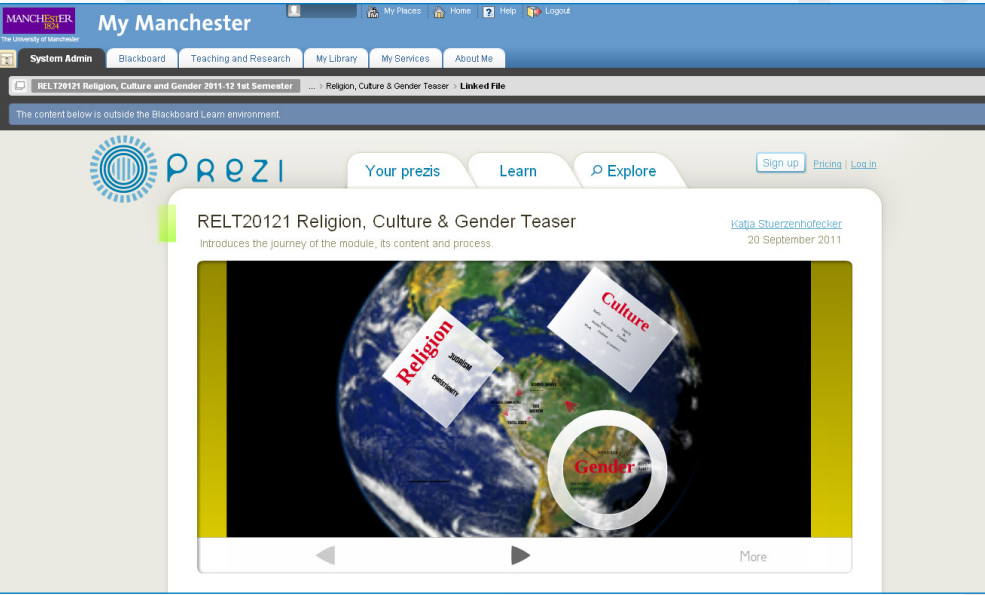 MANCHESTER
1824
The University of Manchester
My Manchester
My Places
Home
? Help
Logout
System Admin
Blackboard
Teaching and Research
My Library
My Services
About Me
RELT20121 Religion, Culture and Gender 2011-12 1st Semester ... > Religion, Culture & Gender Teaser > Linked File
The content below is outside the Blackboard Learn environment.
Prezi
Your prezis
Learn
Explore
Sign up
Pricing | Log in
RELT20121 Religion, Culture & Gender Teaser
Katja Stuerzenhofecker
Introduces the journey of the module, its content and process.
20 September 2011
Culture
Religion
JUDAISM
CHRISTIANITY
Gender
More